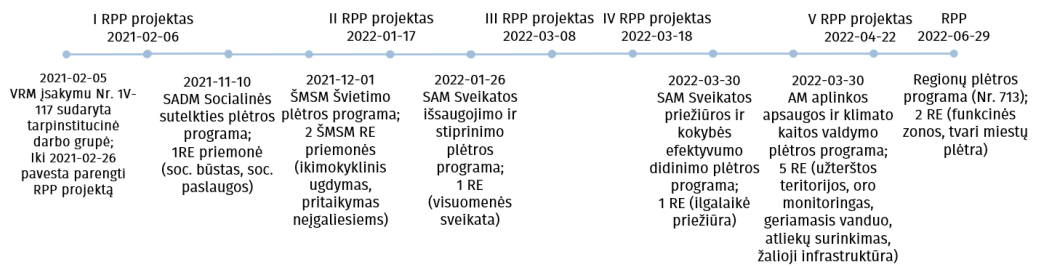 I RPP projektas
2021-02-06
II RPP projektas
2022-01-17
III RPP projektas
2022-03-08
IV RPP projektas
2022-03-18
V RPP projektas
2022-04-22
RPP
2022-06-29
2021-02-05
VRM įsakymu Nr. 1V-
117 sudaryta
tarpinstitucinė
darbo grupė;
Iki 2021-02-26
pavesta parengti
RPP projektą
2021-11-10
SADM Socialinės
sutelkties plėtros
programa;
1RE priemonė
(soc. būstas, soc.
paslaugos)
2021-12-01
ŠMSM Švietimo
plėtros programa;
2 ŠMSM RE
priemonės
(ikimokyklinis
ugdymas,
pritaikymas
neįgaliesiems)
2022-01-26
SAM Sveikatos
išsaugojimo ir
stiprinimo
plėtros
programa;
1 RE
(visuomenės
sveikata)
2022-03-30
SAM Sveikatos
priežiūros ir
kokybės
efektyvumo
didinimo plėtros
programa;
1 RE (ilgalaikė
priežiūra)
2022-03-30
AM aplinkos
apsaugos ir klimato
kaitos valdymo
plėtros programa;
5 RE (užterštos
teritorijos, oro
monitoringas,
geriamasis vanduo,
atliekų surinkimas,
žalioji infrastruktūra)
Regionų plėtros
programa (Nr. 713);
2 RE (funkcinės
zonos, tvari miestų
plėtra)